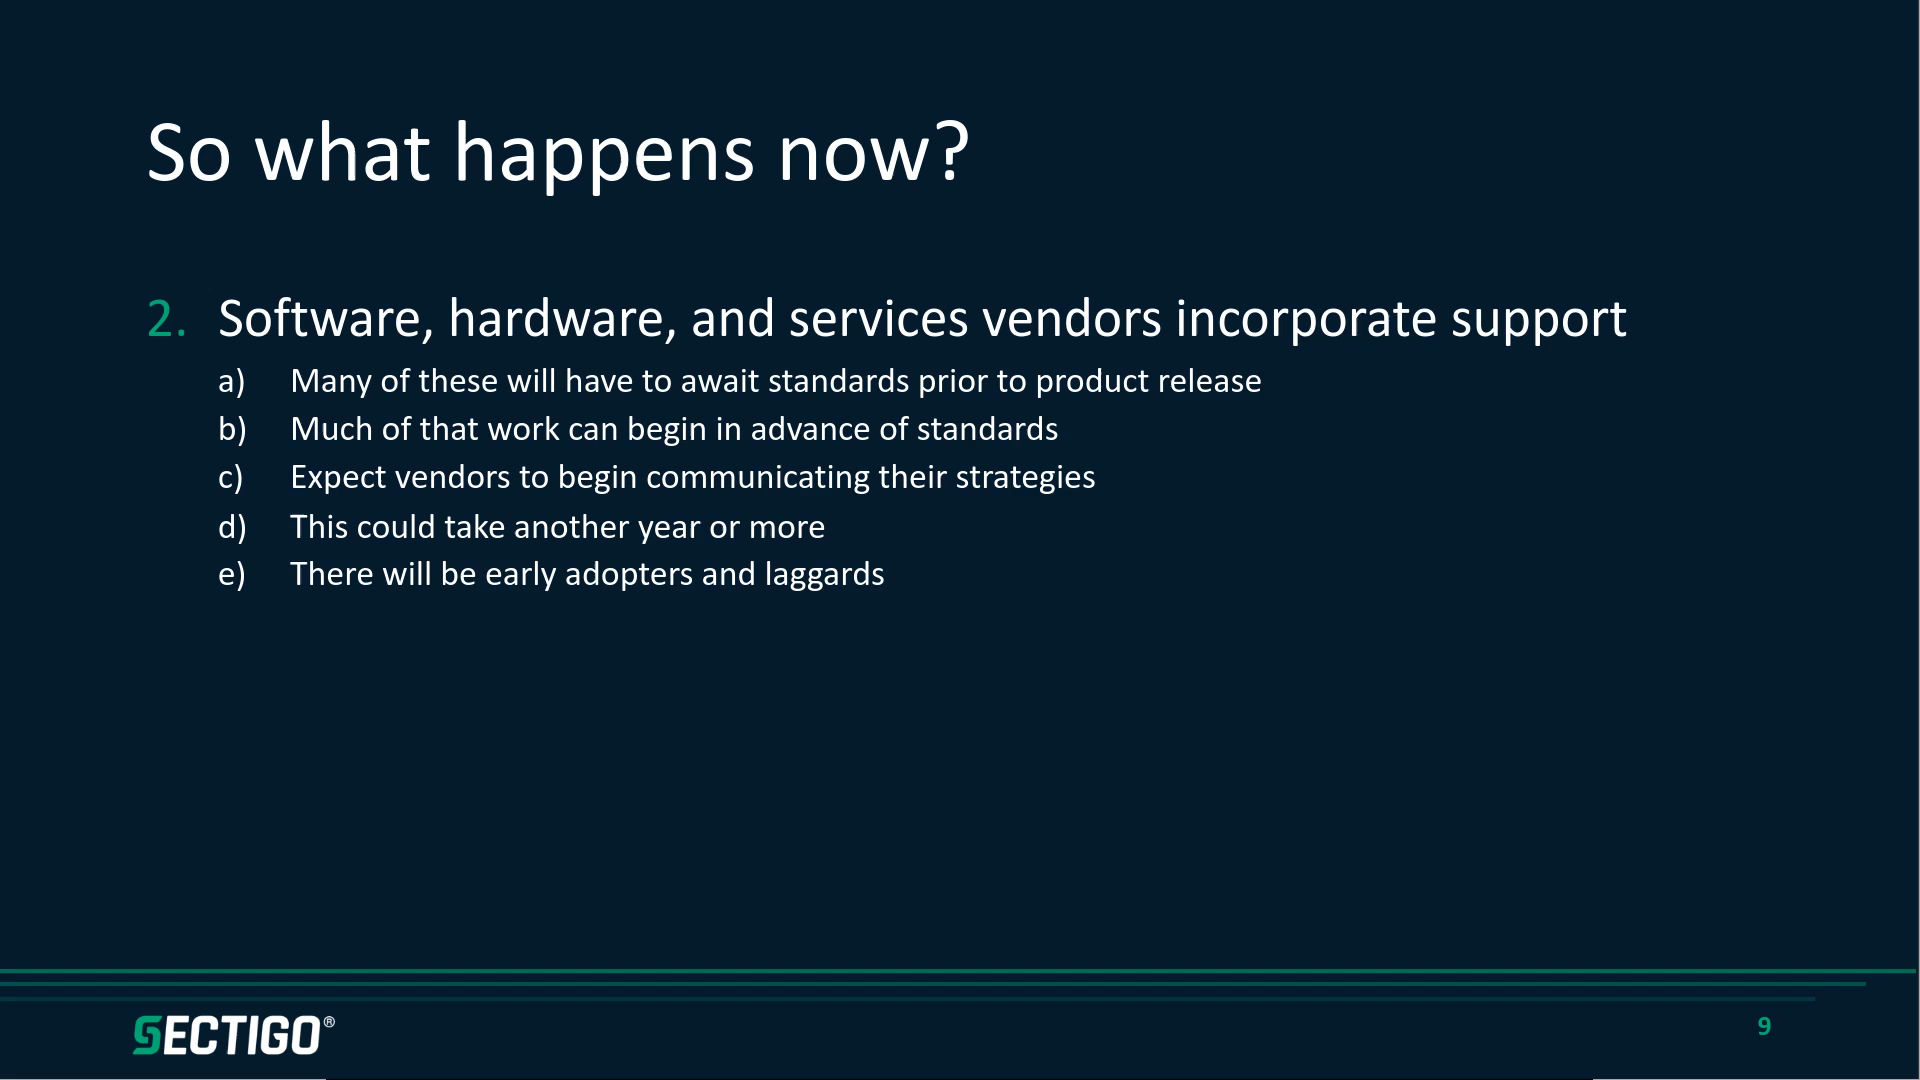 So what happens now?
2. Software, hardware, and services vendors incorporate support
a) Many of these will have to await standards prior to product release
b) Much of that work can begin in advance of standards
c) Expect vendors to begin communicating their strategies
d) This could take another year or more
e) There will be early adopters and laggards
SECTIGO®
9